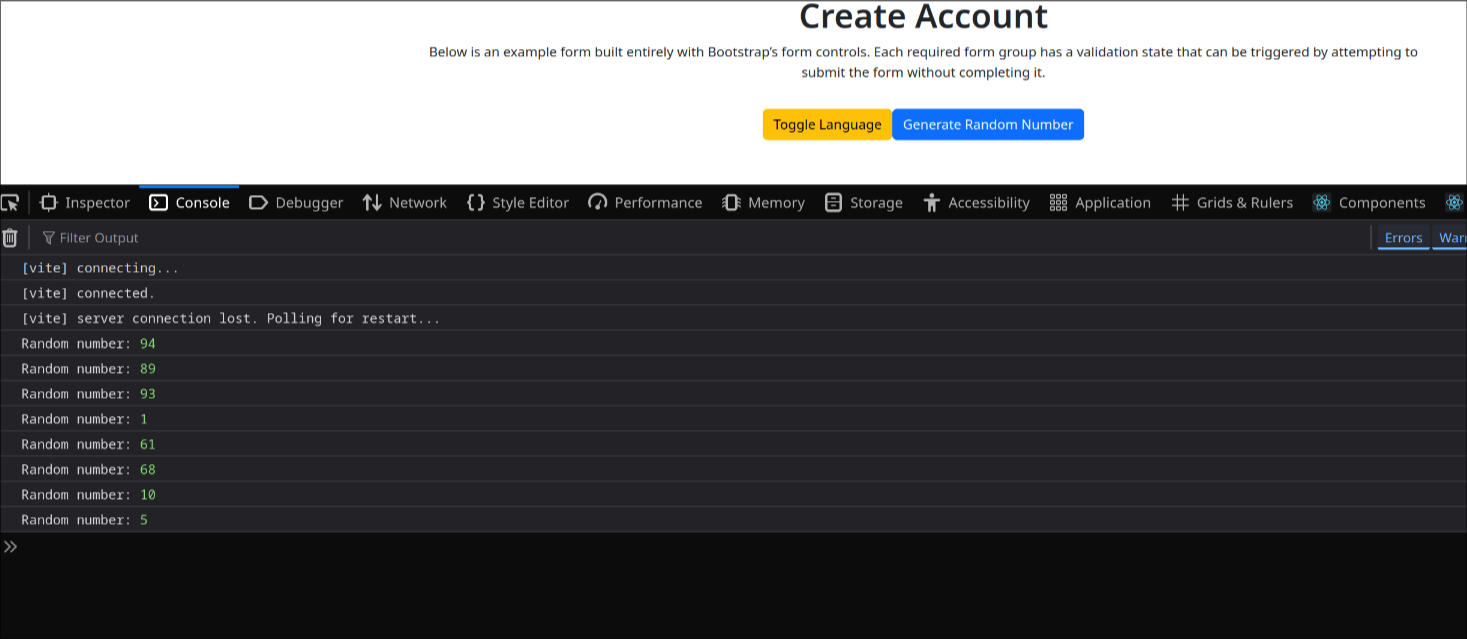 Create Account
Below is an example form built entirely with Bootstrap's form controls. Each required form group has a validation state that can be triggered by attempting to
submit the form without completing it.
Toggle Language Generate Random Number
Inspector Console Debugger Network Style Editor Performance Memory Storage Accessibility Application Grids & Rulers Components
Filter Output Errors
[vite] connecting...
[vite] connected.
[vite] server connection lost. Polling for restart...
Random number: 94
Random number: 89
Random number: 93
Random number: 1
Random number: 61
Random number: 68
Random number: 10
Random number: 5